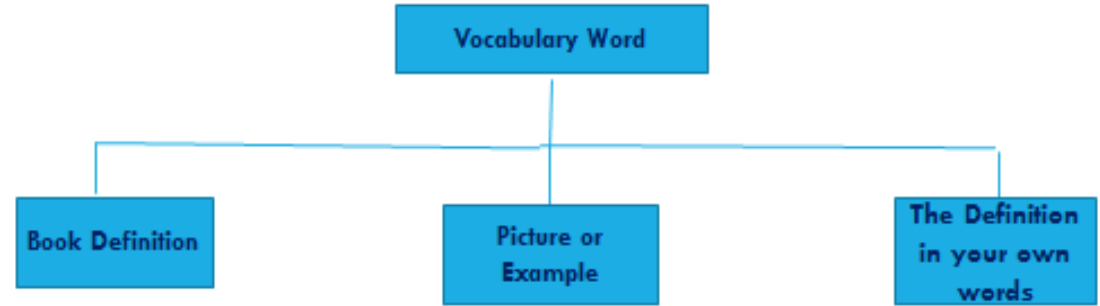 Vocabulary Word
Book Definition
Picture or
Example
The Definition
in your own
words